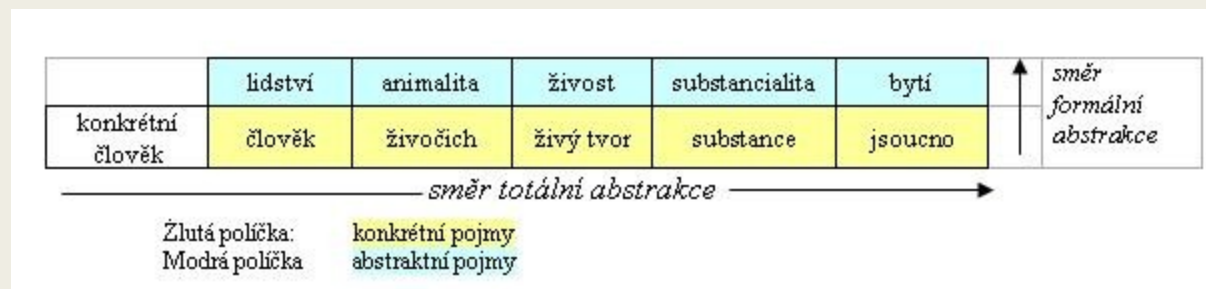 lidství animalita živost substancialita bytí
směr
formální
abstrakce
konkrétní
člověk
člověk živočich živý tvor substance jsoucno
směr totální abstrakce
Žlutá políčka: konkrétní pojmy
Modrá políčka abstraktní pojmy